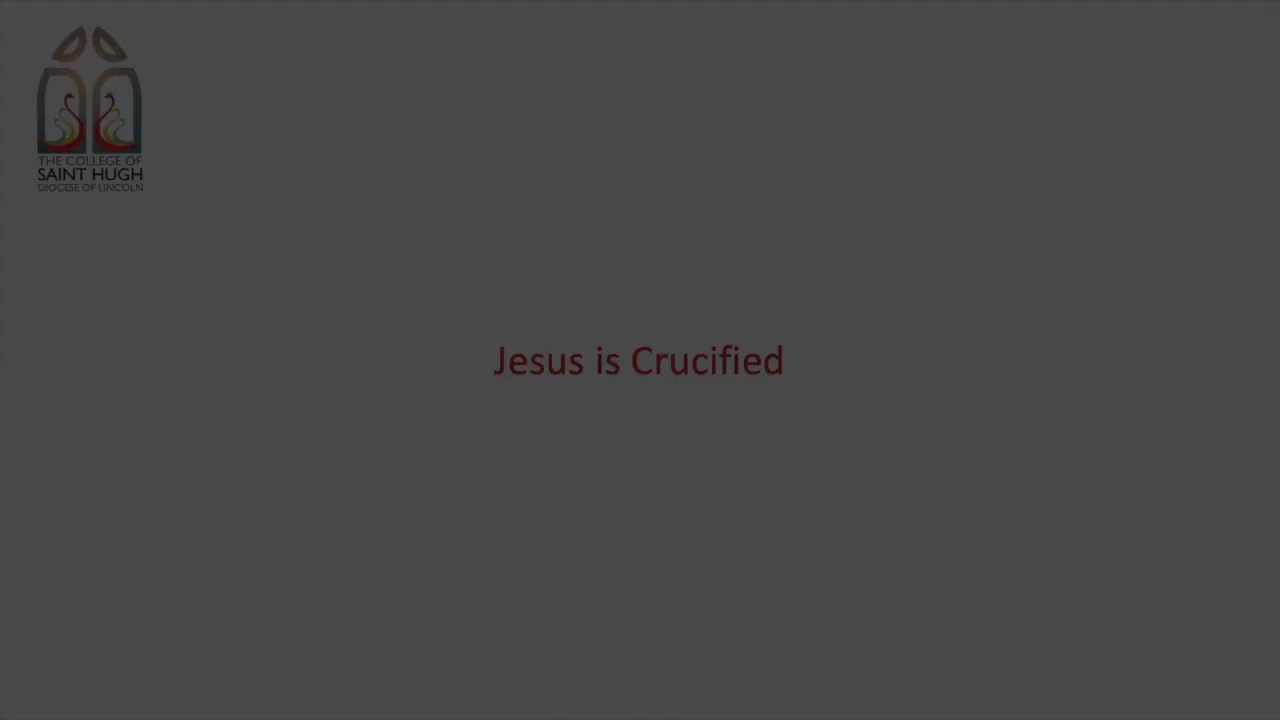 THE COLLEGE OF
SAINT HUGH
DIOCESE OF LINCOLN
Jesus is Crucified